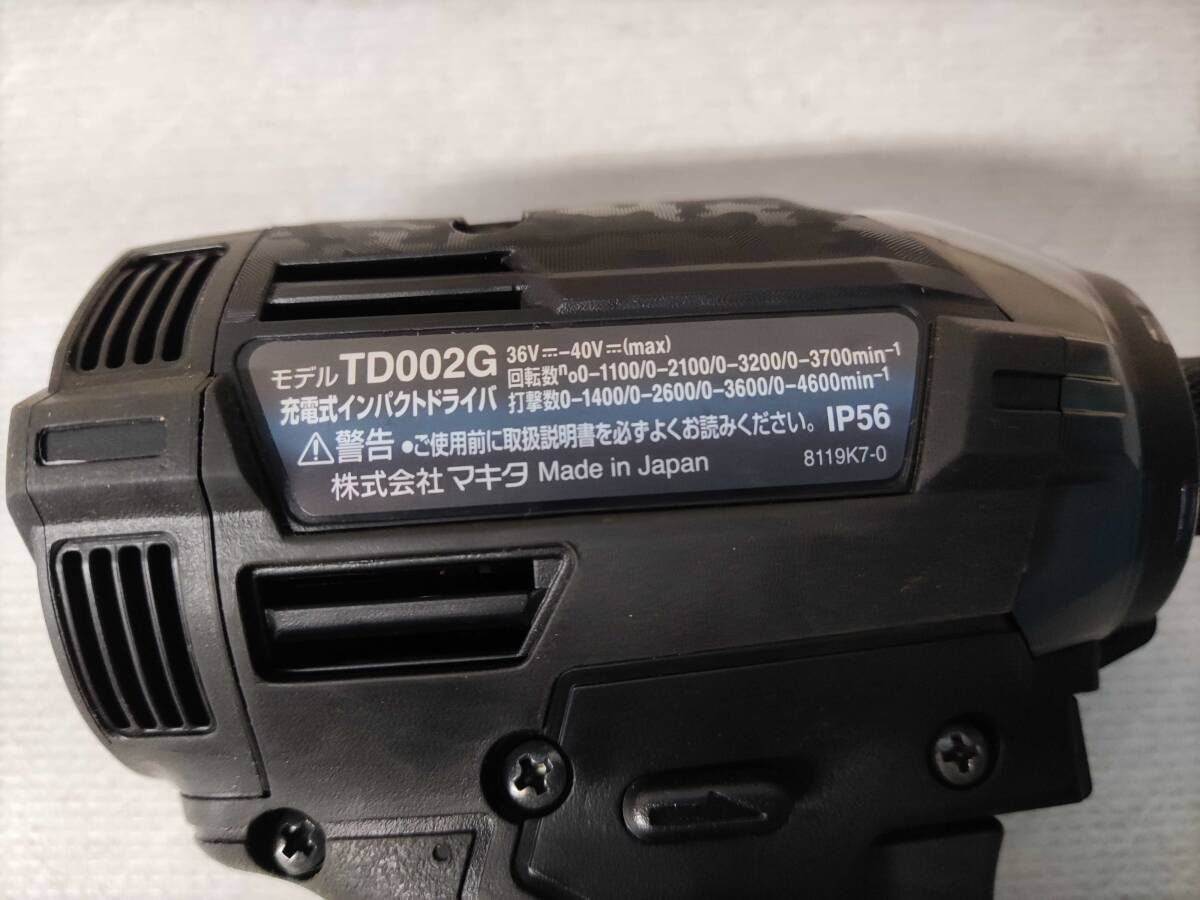 モデル TD002G 36V⎓-40V⎓(max)
回転数n₀0-1100/0-2100/0-3200/0-3700min⁻¹
充電式インパクトドライバ 打撃数0-1400/0-2600/0-3600/0-4600min⁻¹
⚠警告 ●ご使用前に取扱説明書を必ずよくお読みください。 IP56
株式会社 マキタ Made in Japan 8119K7-0